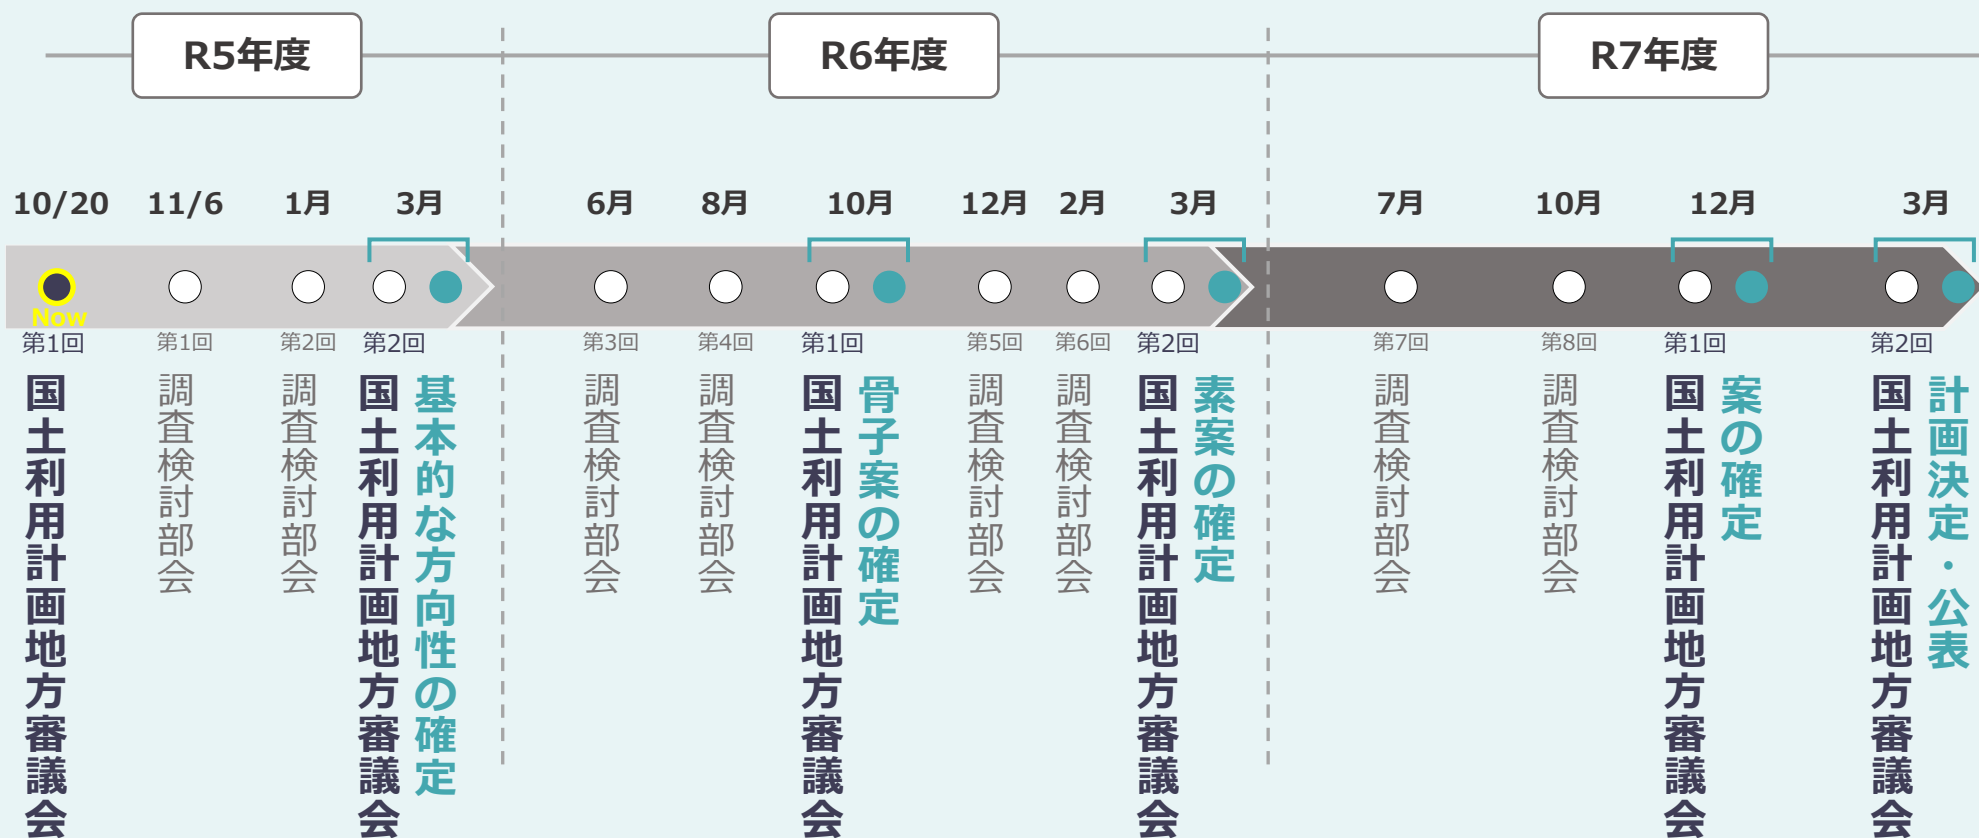 R5年度
R6年度
R7年度
10/20
11/6
1月
3月
6月
8月
10月
12月
2月
3月
7月
10月
12月
3月
Now
第1回
第1回
第2回
第2回
第3回
第4回
第1回
第5回
第6回
第2回
第7回
第8回
第1回
第2回
国土利用計画地方審議会
調査検討部会
調査検討部会
国土利用計画地方審議会
基本的な方向性の確定
調査検討部会
調査検討部会
国土利用計画地方審議会
骨子案の確定
調査検討部会
調査検討部会
国土利用計画地方審議会
素案の確定
調査検討部会
調査検討部会
国土利用計画地方審議会
案の確定
国土利用計画地方審議会
計画決定・公表